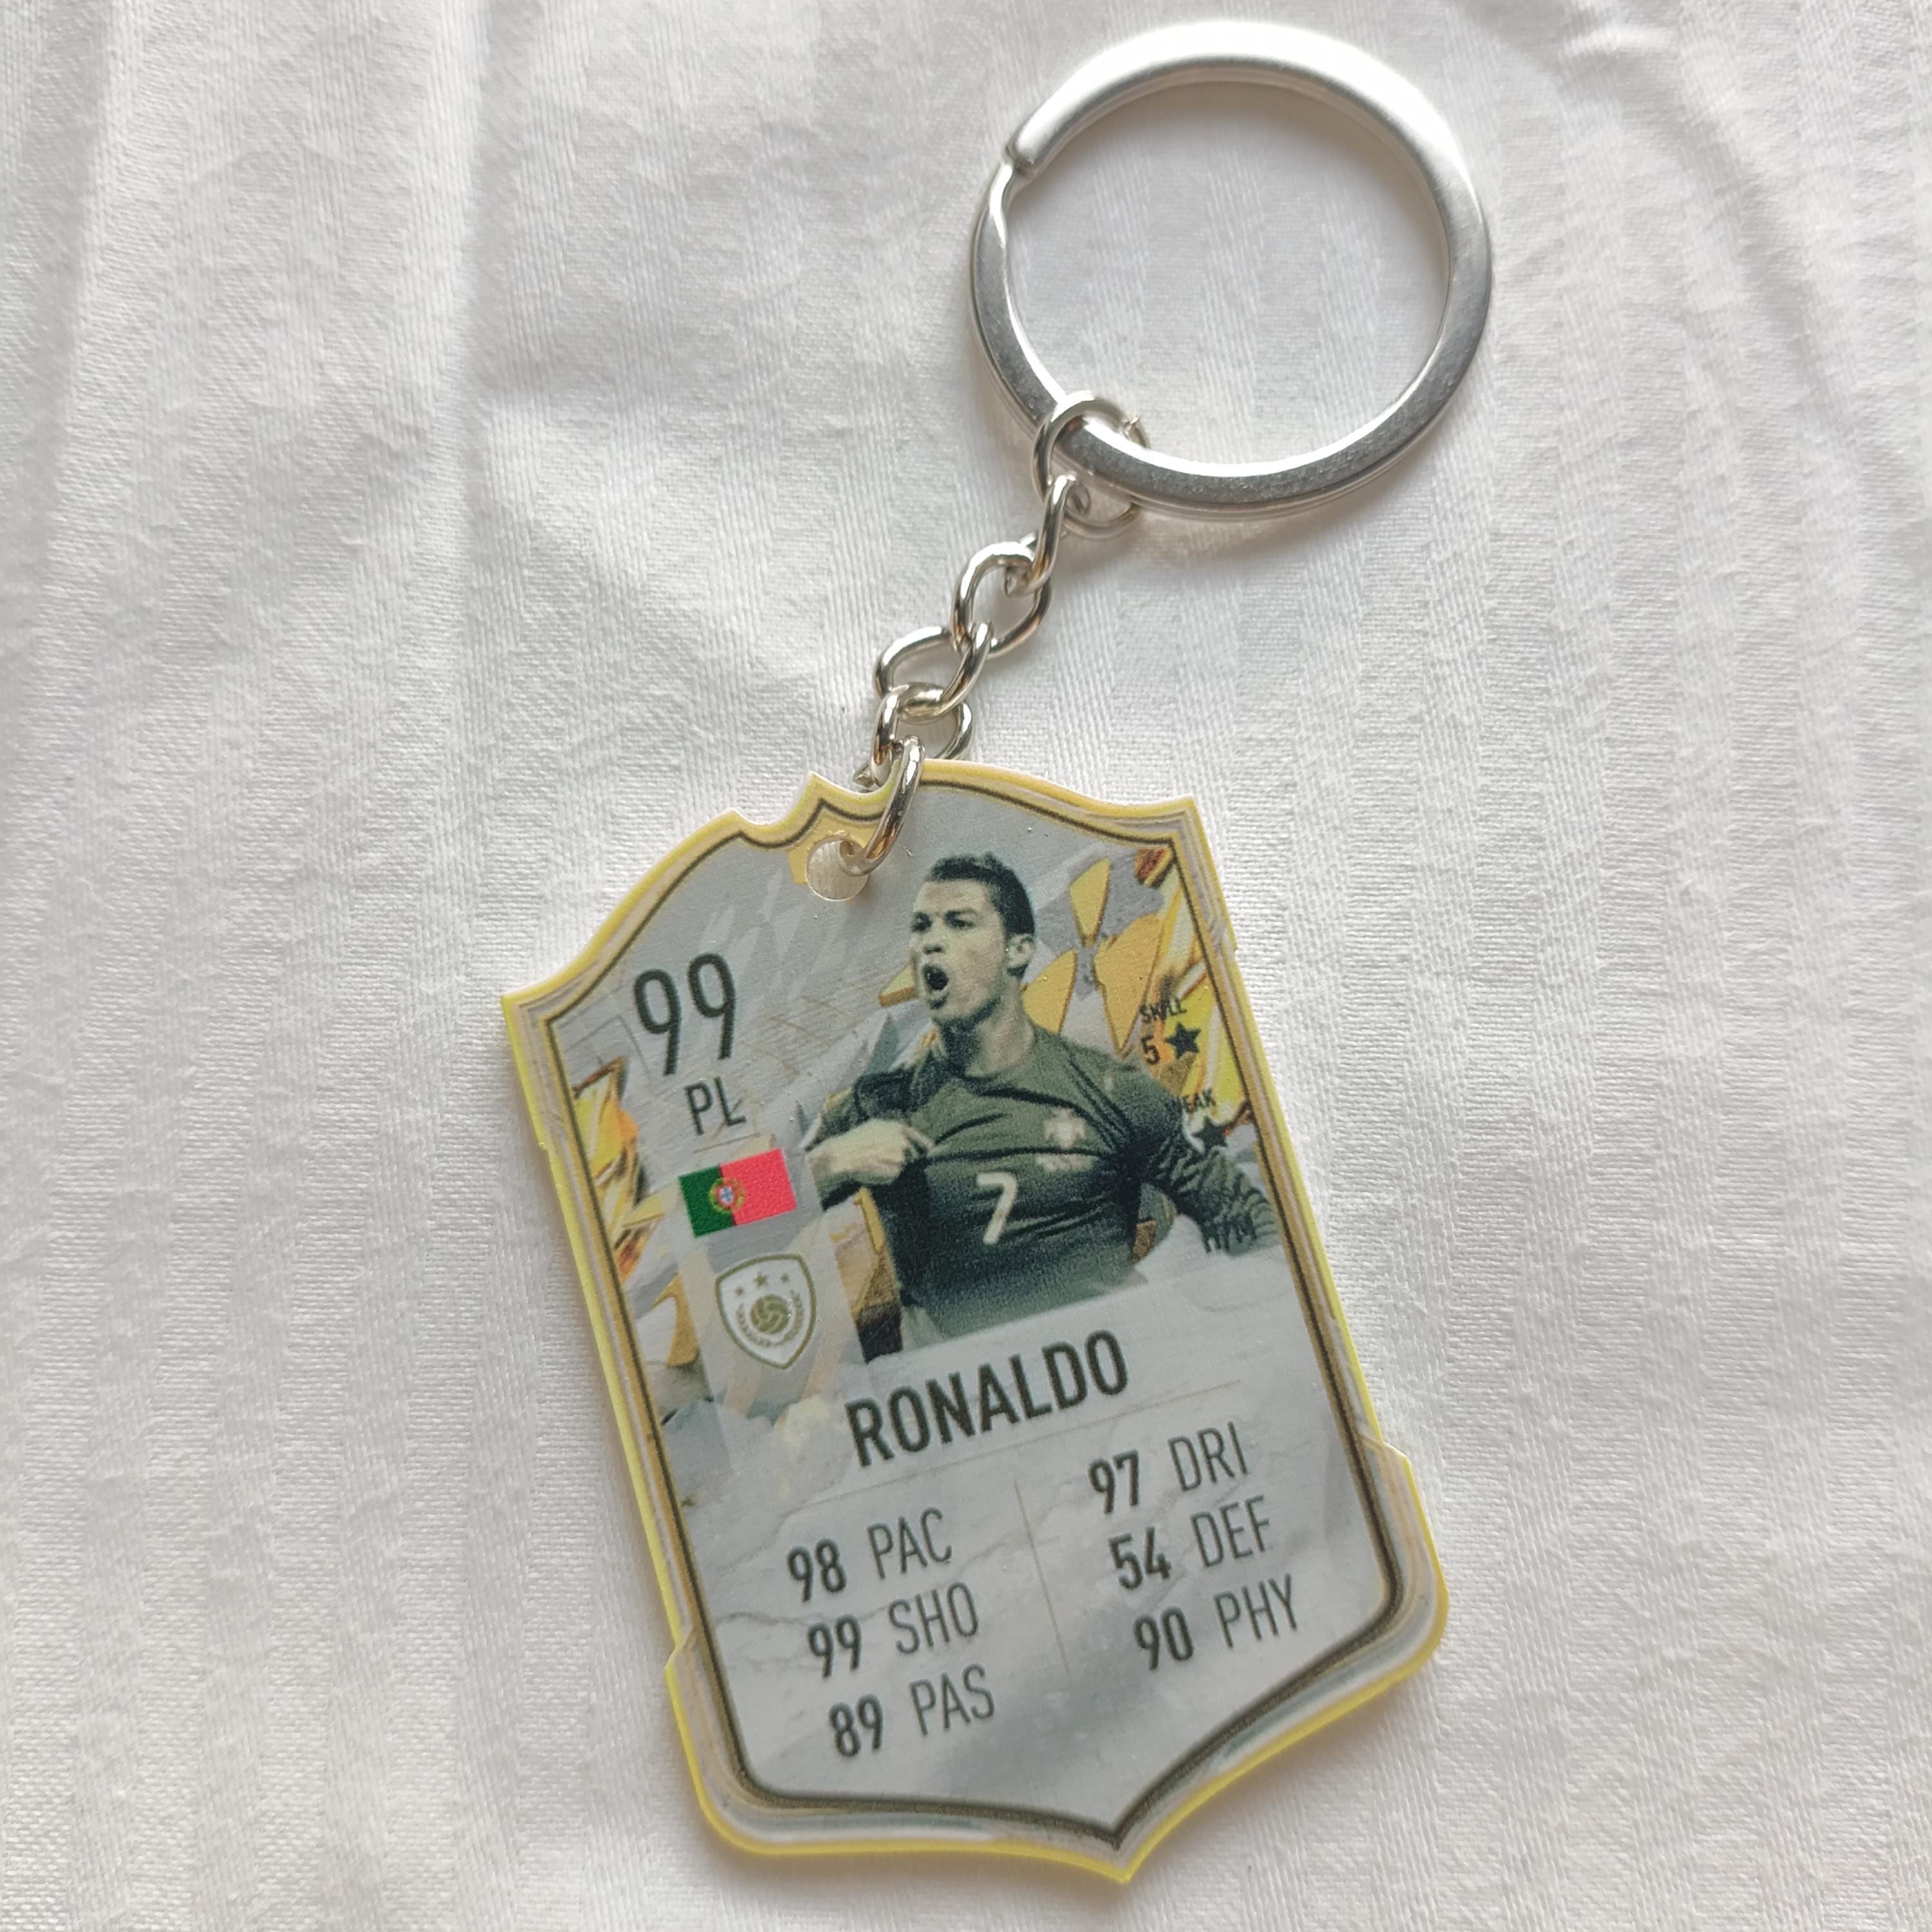 99
PL
SKILL
5★
7
RONALDO
98 PAC
99 SHO
89 PAS
97 DRI
54 DEF
90 PHY